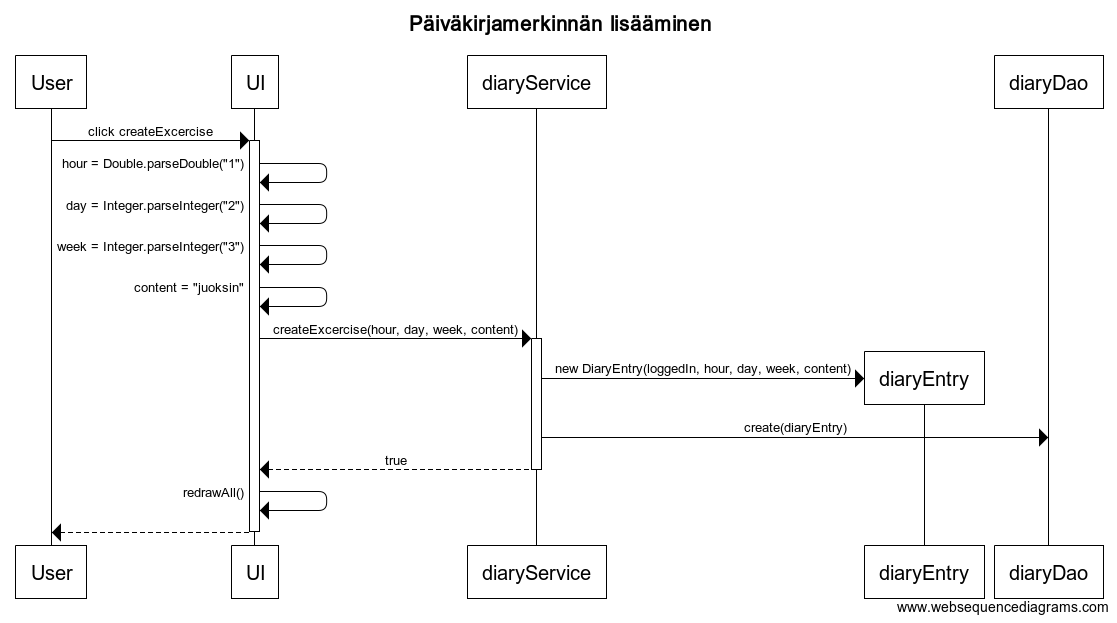 Päiväkirjamerkinnän lisääminen
User
UI
diaryService
diaryDao
click createExcercise
hour = Double.parseDouble("1")
day = Integer.parseInteger("2")
week = Integer.parseInteger("3")
content = "juoksin"
createExcercise(hour, day, week, content)
new DiaryEntry(loggedIn, hour, day, week, content)
diaryEntry
create(diaryEntry)
true
redrawAll()
User
UI
diaryService
diaryEntry
diaryDao
www.websequencediagrams.com